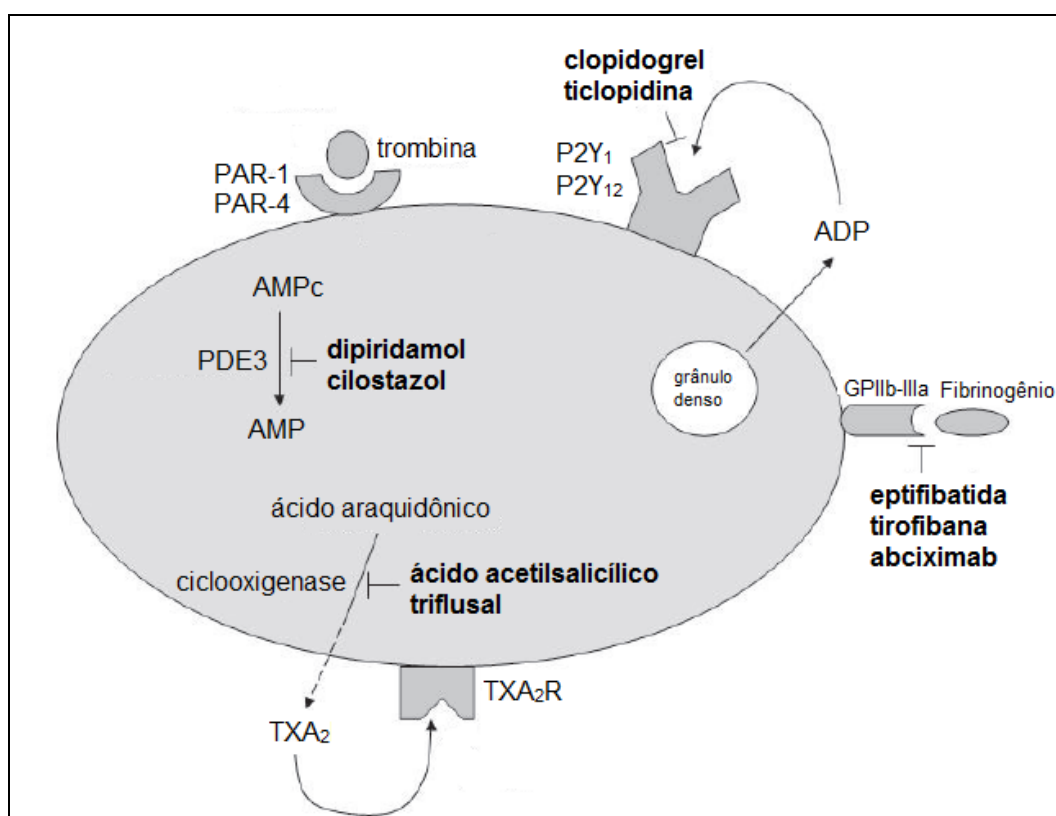 clopidogrel
ticlopidina
trombina
PAR-1
PAR-4
P2Y₁
P2Y₁₂
ADP
AMPc
PDE3
dipiridamol
cilostazol
AMP
grânulo
denso
GPIIb-IIIa
Fibrinogênio
eptifibatida
tirofibana
abciximab
ácido araquidônico
ciclooxigenase
ácido acetilsalicílico
triflusal
TXA₂R
TXA₂